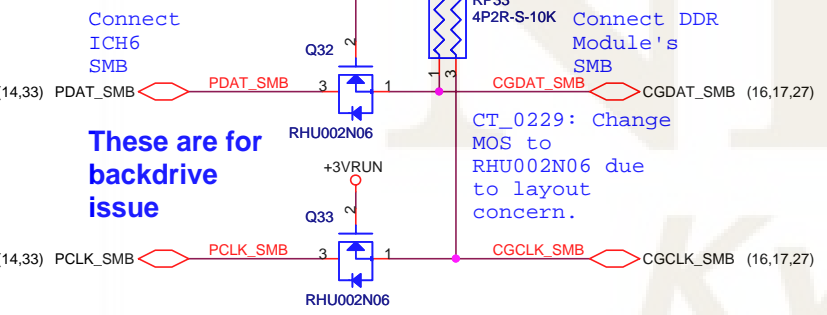 RP33
4P2R-S-10K
Connect
ICH6
SMB
Connect DDR
Module's
SMB
Q32
2
1
3
14,33) PDAT_SMB
PDAT_SMB
3
1
CGDAT_SMB
CGDAT_SMB (16,17,27)
RHU002N06
These are for
backdrive
issue
CT_0229: Change
MOS to
RHU002N06 due
to layout
concern.
+3VRUN
Q33
2
14,33) PCLK_SMB
PCLK_SMB
3
1
CGCLK_SMB
CGCLK_SMB (16,17,27)
RHU002N06